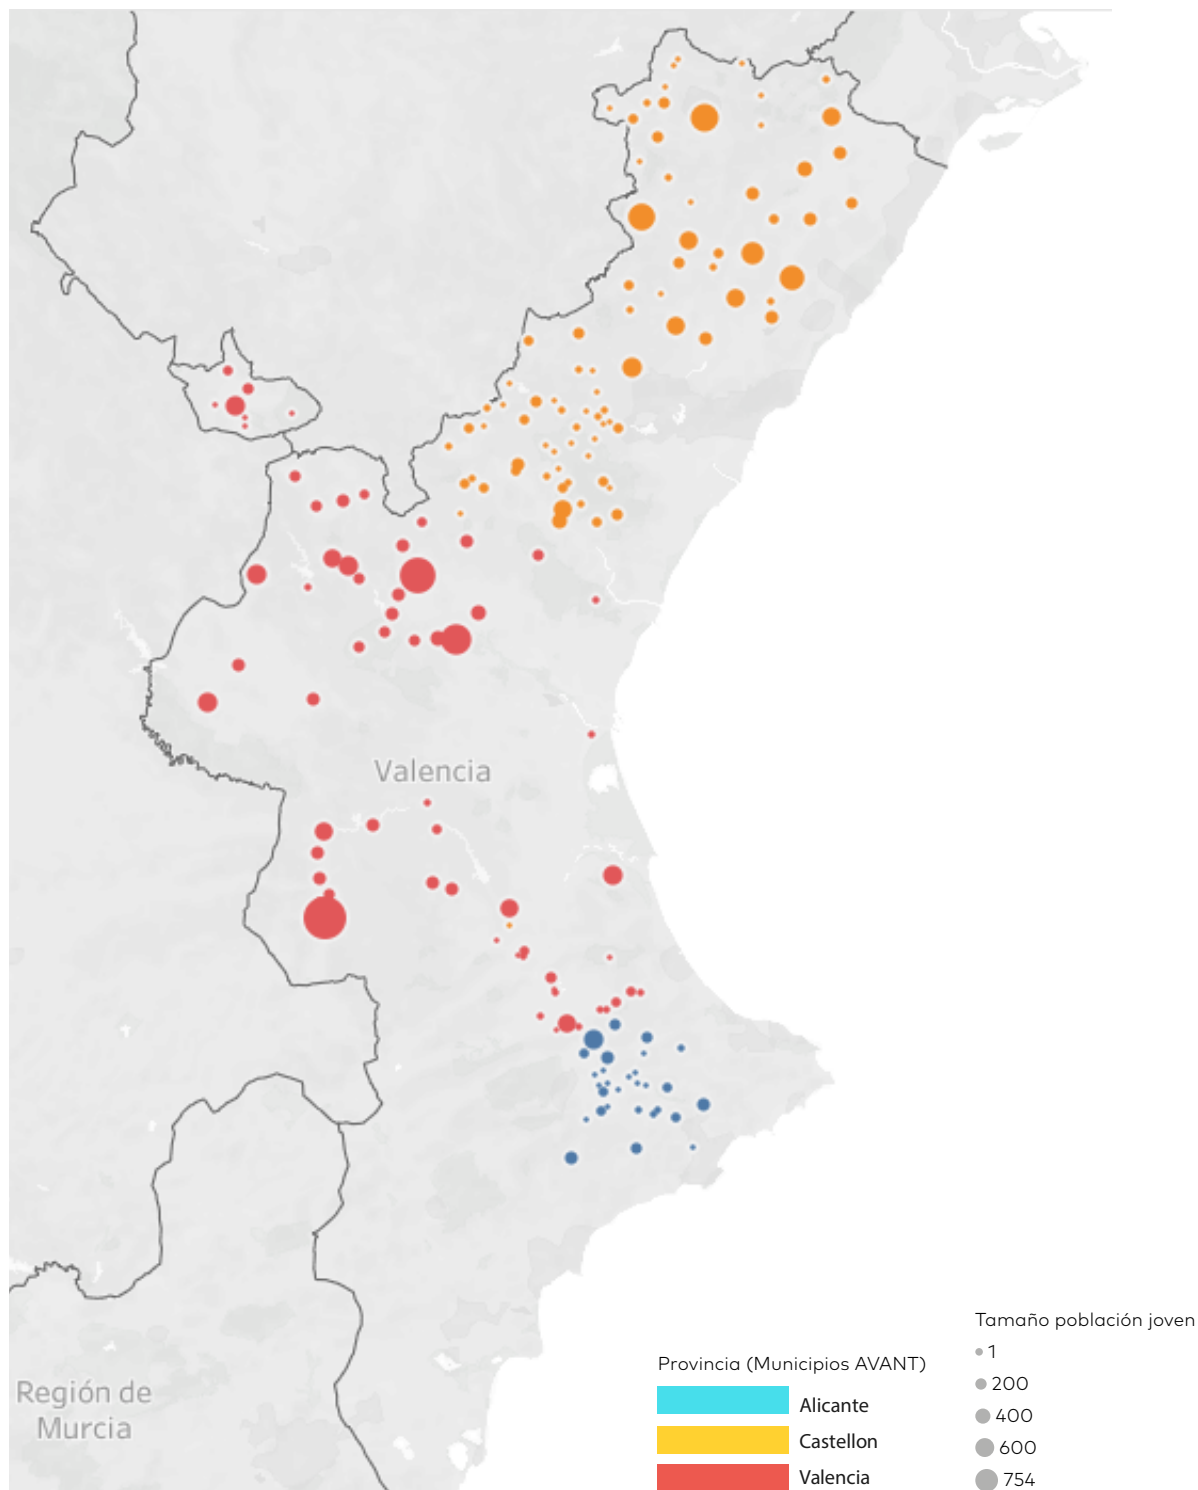 Valencia
Región de
Murcia
Provincia (Municipios AVANT)
Alicante
Castellon
Valencia
Tamaño población joven
1
200
400
600
754